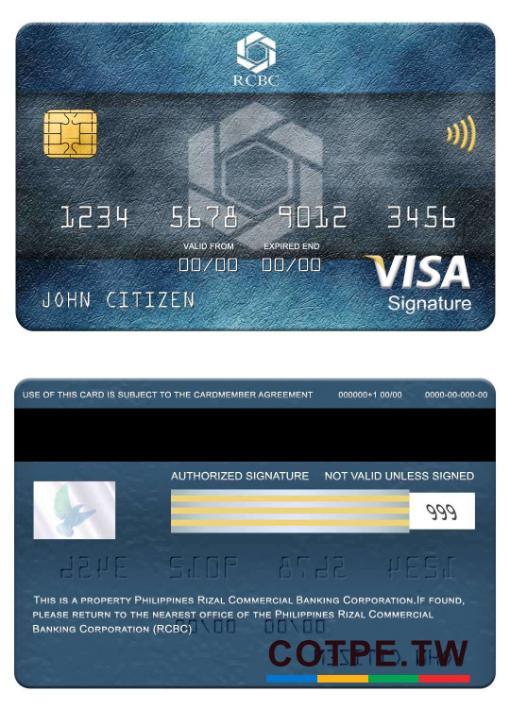 RCBC
1234 5678 9012 3456
VALID FROM EXPIRED END
00/00 00/00
VISA
JOHN CITIZEN
Signature
USE OF THIS CARD IS SUBJECT TO THE CARDMEMBER AGREEMENT 000000+1 00/00 0000-00-000-00
AUTHORIZED SIGNATURE NOT VALID UNLESS SIGNED
999
THIS IS A PROPERTY PHILIPPINES RIZAL COMMERCIAL BANKING CORPORATION.IF FOUND,
PLEASE RETURN TO THE NEAREST OFFICE OF THE PHILIPPINES RIZAL COMMERCIAL
BANKING CORPORATION (RCBC)
COTPE.TW